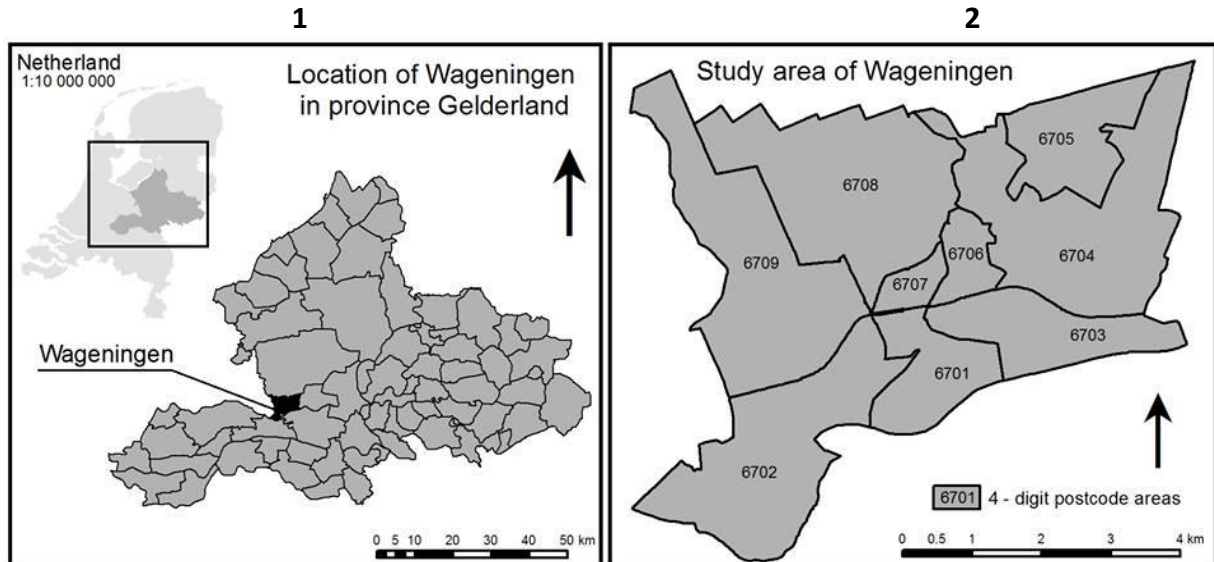 1
Netherland
1:10 000 000
Location of Wageningen
in province Gelderland
Wageningen
0 5 10 20 30 40 50 km
2
Study area of Wageningen
6705
6708
6706
6704
6709
6707
6703
6701
6702
6701 4 - digit postcode areas
0 0.5 1 2 3 4 km